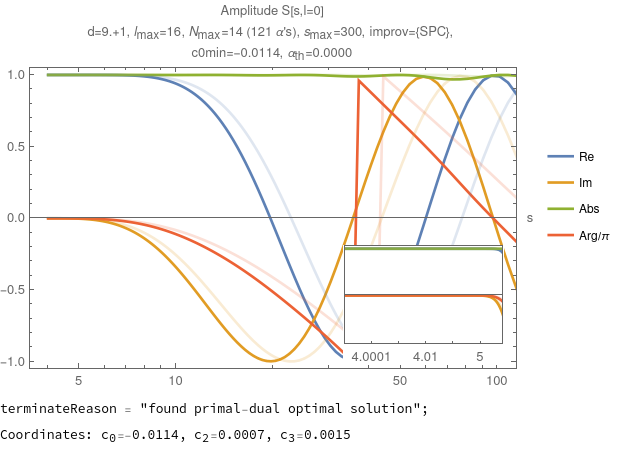 Amplitude S[s,l=0]
d=9.+1, lmax=16, Nmax=14 (121 α's), smax=300, improv={SPC},
c0min=-0.0114, αth=0.0000
1.0
0.5
0.0
-0.5
-1.0
s
Re
Im
Abs
Arg/π
4.0001 4.01 5
5 10 50 100
terminateReason = "found primal-dual optimal solution";
Coordinates: c0=-0.0114, c2=0.0007, c3=0.0015